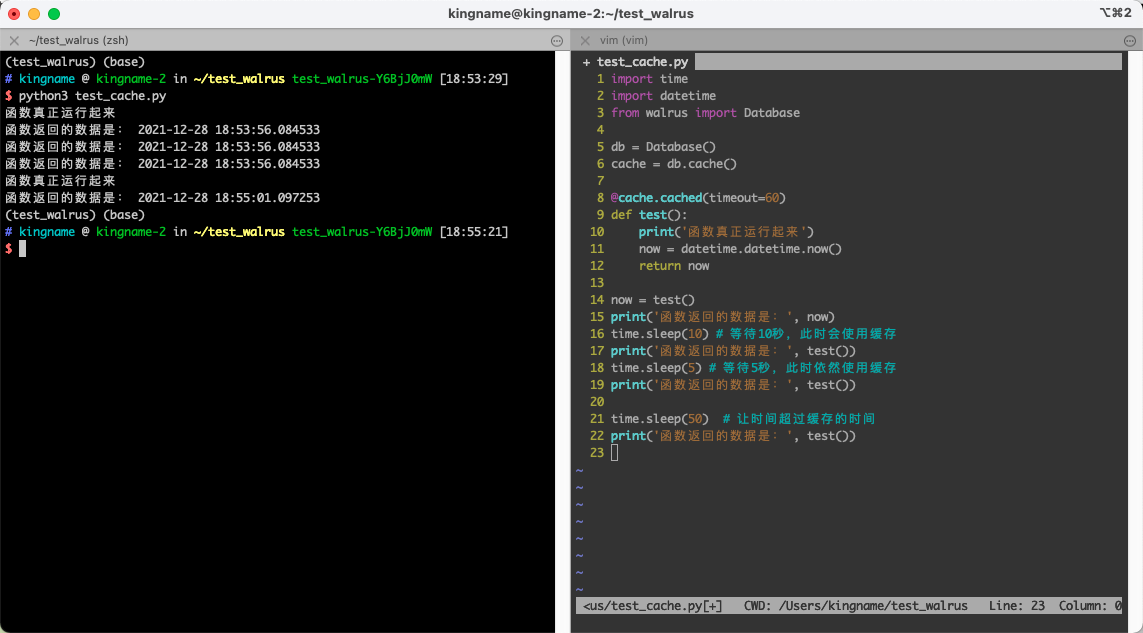 kingname@kingname-2:~/test_walrus
⌥⌘2
~/test_walrus (zsh)
(test_walrus) (base)
# kingname @ kingname-2 in ~/test_walrus test_walrus-Y6BjJ0mW [18:53:29]
$ python3 test_cache.py
函数真正运行起来
函数返回的数据是： 2021-12-28 18:53:56.084533
函数返回的数据是： 2021-12-28 18:53:56.084533
函数返回的数据是： 2021-12-28 18:53:56.084533
函数真正运行起来
函数返回的数据是： 2021-12-28 18:55:01.097253
(test_walrus) (base)
# kingname @ kingname-2 in ~/test_walrus test_walrus-Y6BjJ0mW [18:55:21]
$
vim (vim)
+ test_cache.py
1 import time
2 import datetime
3 from walrus import Database
4
5 db = Database()
6 cache = db.cache()
7
8 @cache.cached(timeout=60)
9 def test():
10     print('函数真正运行起来')
11     now = datetime.datetime.now()
12     return now
13
14 now = test()
15 print('函数返回的数据是：', now)
16 time.sleep(10) # 等待10秒，此时会使用缓存
17 print('函数返回的数据是：', test())
18 time.sleep(5) # 等待5秒，此时依然使用缓存
19 print('函数返回的数据是：', test())
20
21 time.sleep(50)  # 让时间超过缓存的时间
22 print('函数返回的数据是：', test())
23
~
~
~
~
~
~
~
~
<us/test_cache.py[+]   CWD: /Users/kingname/test_walrus   Line: 23  Column: 0